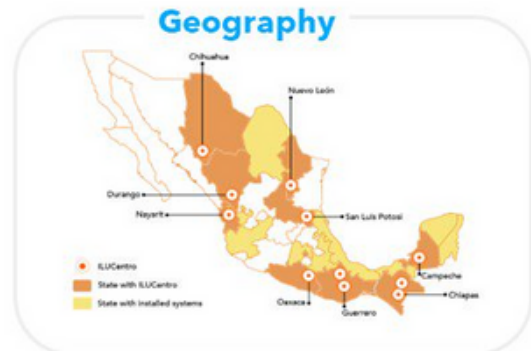 Geography
Chihuahua
Nuevo León
Durango
Nayarit
San Luis Potosí
ILUCentro
State with ILUCentro
State with installed systems
Campeche
Chiapas
Oaxaca
Guerrero